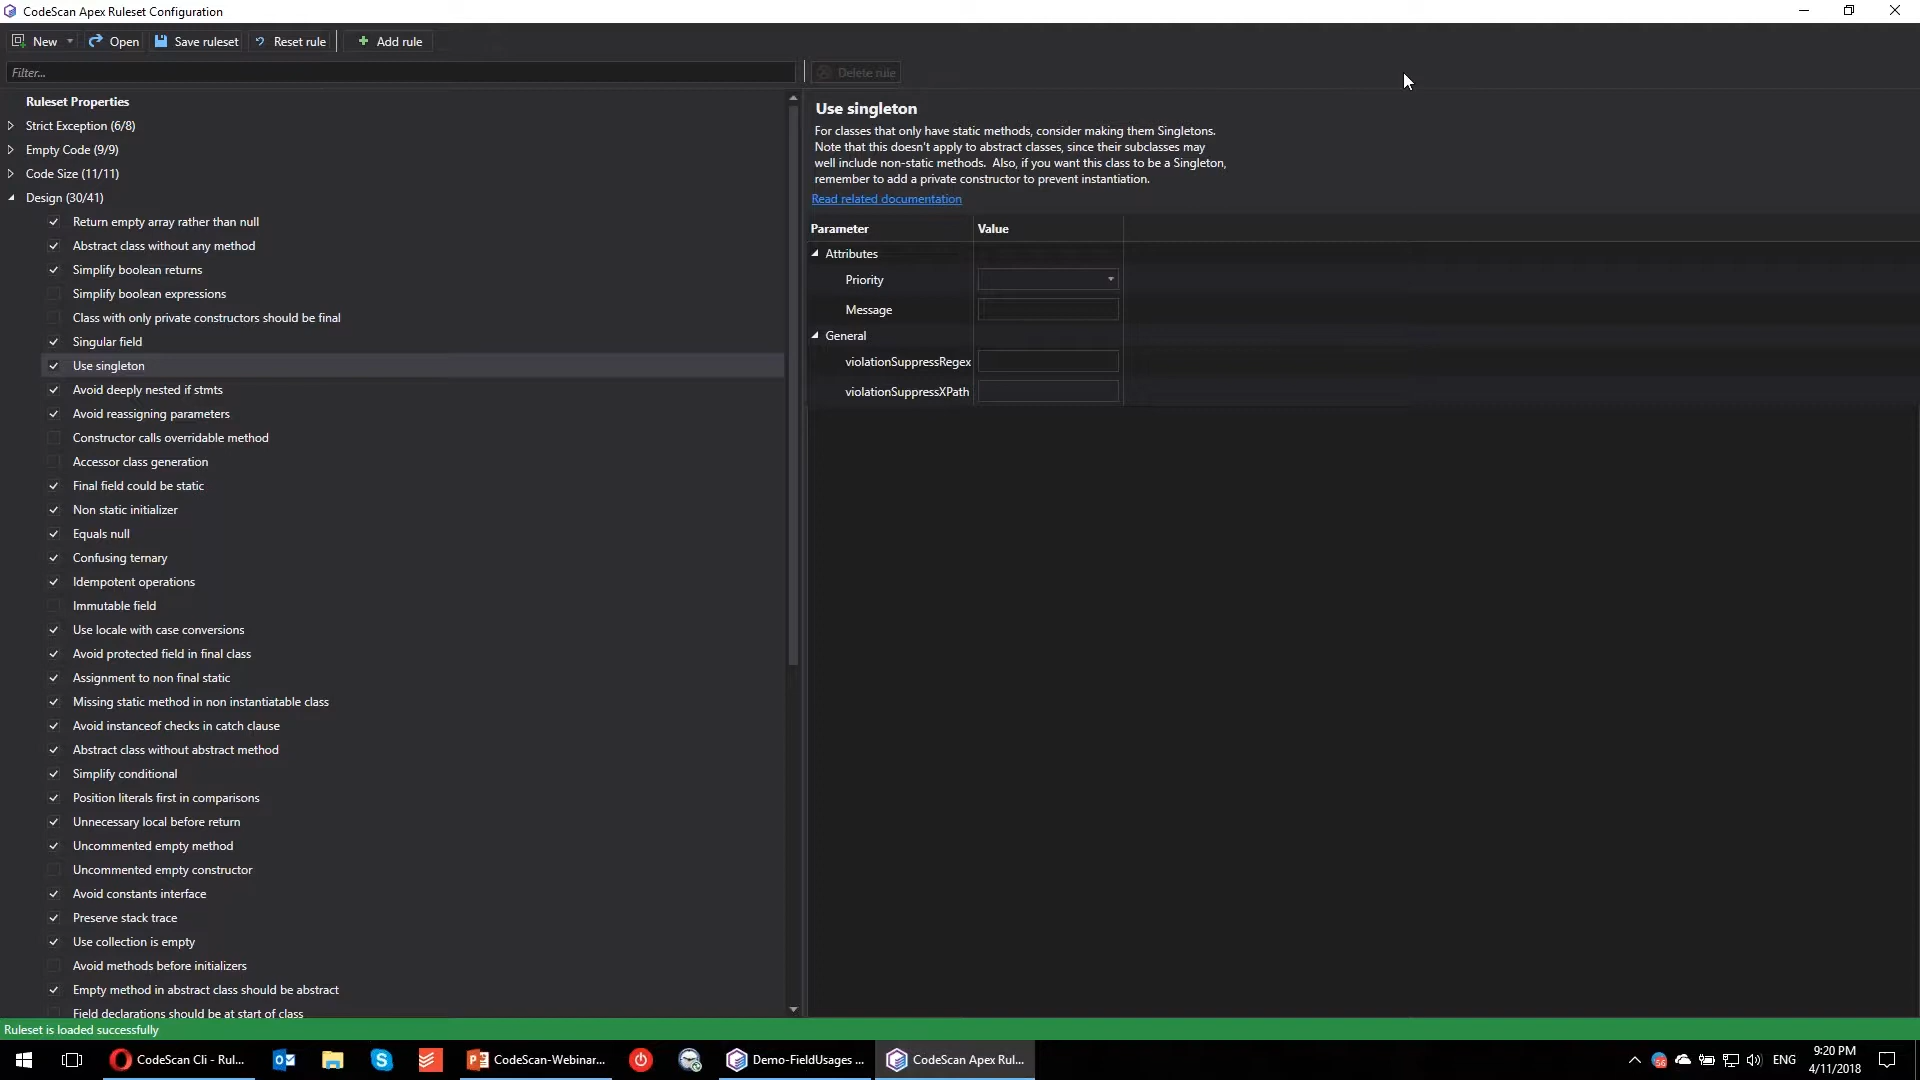 CodeScan Apex Ruleset Configuration
New Open Save ruleset Reset rule Add rule
Filter...
Delete rule
Ruleset Properties
Strict Exception (6/8)
Empty Code (9/9)
Code Size (11/11)
Design (30/41)
Return empty array rather than null
Abstract class without any method
Simplify boolean returns
Simplify boolean expressions
Class with only private constructors should be final
Singular field
Use singleton
Avoid deeply nested if stmts
Avoid reassigning parameters
Constructor calls overridable method
Accessor class generation
Final field could be static
Non static initializer
Equals null
Confusing ternary
Idempotent operations
Immutable field
Use locale with case conversions
Avoid protected field in final class
Assignment to non final static
Missing static method in non instantiatable class
Avoid instanceof checks in catch clause
Abstract class without abstract method
Simplify conditional
Position literals first in comparisons
Unnecessary local before return
Uncommented empty method
Uncommented empty constructor
Avoid constants interface
Preserve stack trace
Use collection is empty
Avoid methods before initializers
Empty method in abstract class should be abstract
Field declarations should be at start of class
Use singleton
For classes that only have static methods, consider making them Singletons.
Note that this doesn't apply to abstract classes, since their subclasses may
well include non-static methods. Also, if you want this class to be a Singleton,
remember to add a private constructor to prevent instantiation.
Read related documentation
Parameter Value
Attributes
Priority
Message
General
violationSuppressRegex
violationSuppressXPath
Ruleset is loaded successfully
CodeScan Cli - Rul... CodeScan-Webinar... Demo-FieldUsages ... CodeScan Apex Rul...
ENG
9:20 PM
4/11/2018